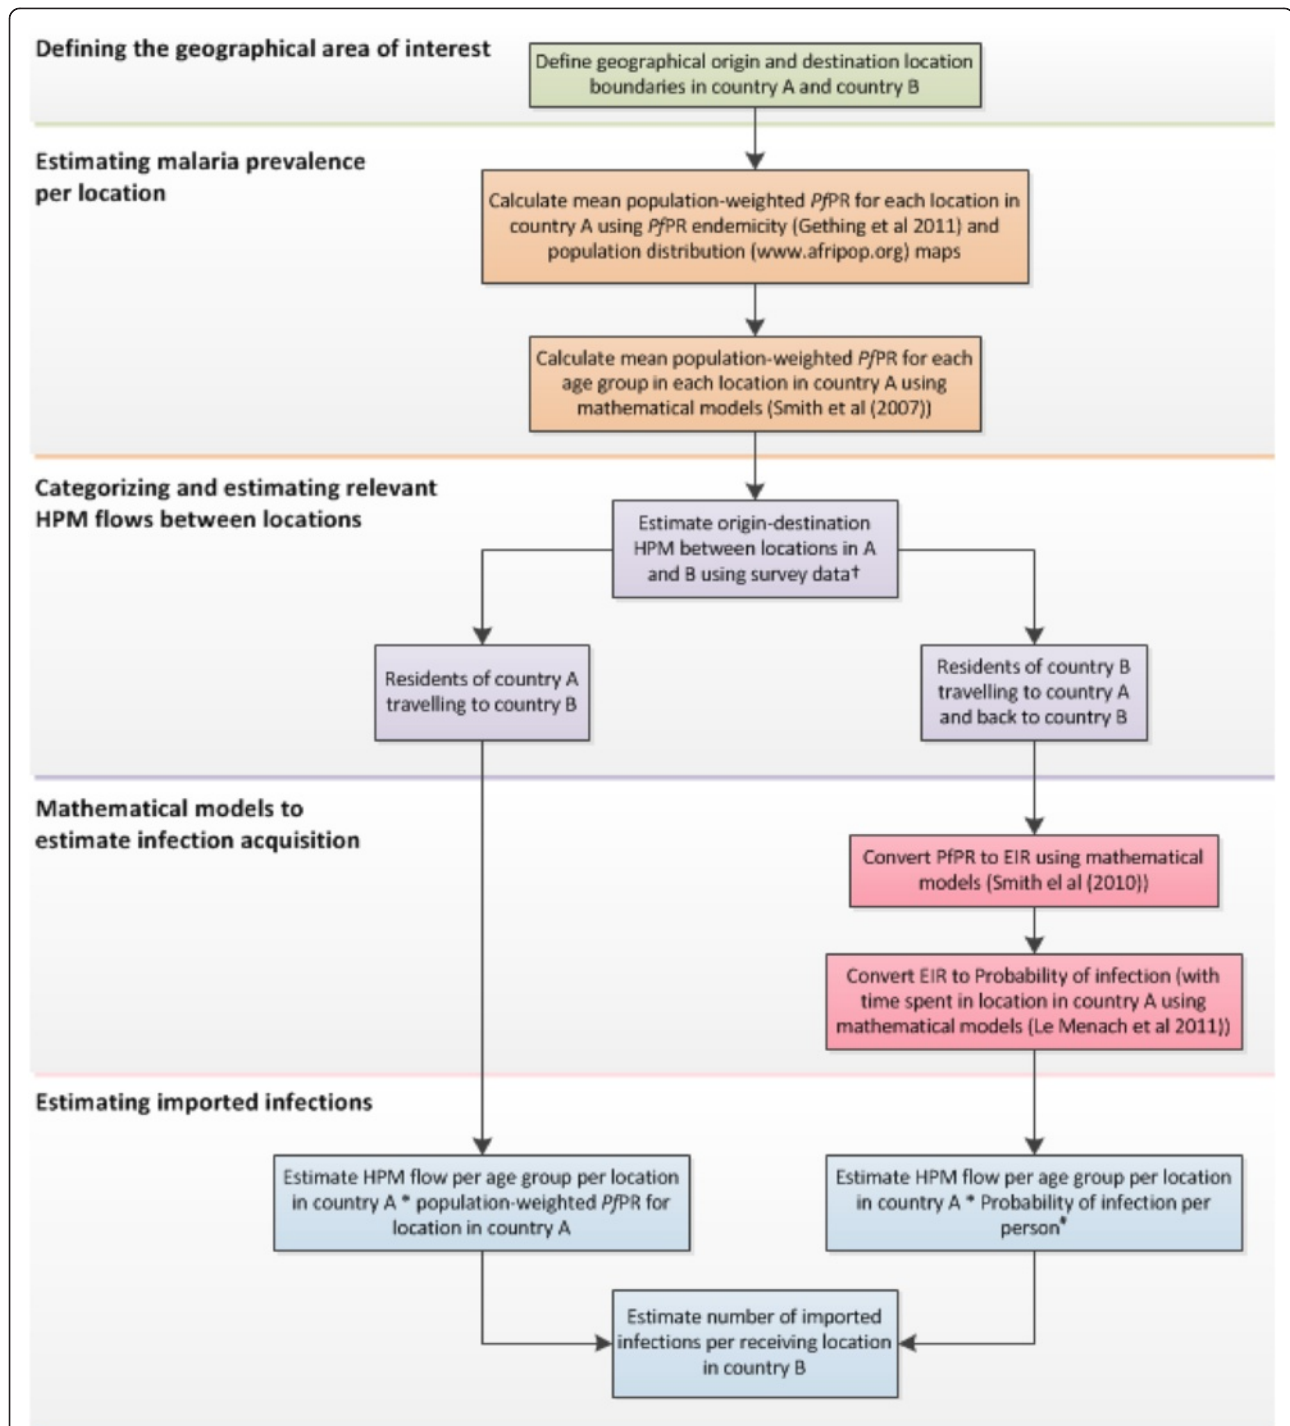 Defining the geographical area of interest
Define geographical origin and destination location
boundaries in country A and country B
Estimating malaria prevalence
per location
Calculate mean population-weighted PfPR for each location in
country A using PfPR endemicity (Gething et al 2011) and
population distribution (www.afripop.org) maps
Calculate mean population-weighted PfPR for each
age group in each location in country A using
mathematical models (Smith et al (2007))
Categorizing and estimating relevant
HPM flows between locations
Estimate origin-destination
HPM between locations in A
and B using survey data†
Residents of country A
travelling to country B
Residents of country B
travelling to country A
and back to country B
Mathematical models to
estimate infection acquisition
Convert PfPR to EIR using mathematical
models (Smith el al (2010))
Convert EIR to Probability of infection (with
time spent in location in country A using
mathematical models (Le Menach et al 2011))
Estimating imported infections
Estimate HPM flow per age group per location
in country A * population-weighted PfPR for
location in country A
Estimate HPM flow per age group per location
in country A * Probability of infection per
person‡
Estimate number of imported
infections per receiving location
in country B